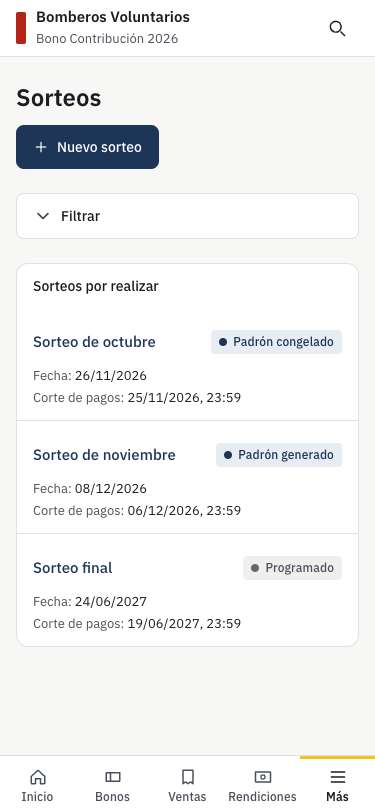 Bomberos Voluntarios
Bono Contribución 2026
Sorteos
Nuevo sorteo
Filtrar
Sorteos por realizar
Sorteo de octubre
Padrón congelado
Fecha: 26/11/2026
Corte de pagos: 25/11/2026, 23:59
Sorteo de noviembre
Padrón generado
Fecha: 08/12/2026
Corte de pagos: 06/12/2026, 23:59
Sorteo final
Programado
Fecha: 24/06/2027
Corte de pagos: 19/06/2027, 23:59
Inicio
Bonos
Ventas
Rendiciones
Más